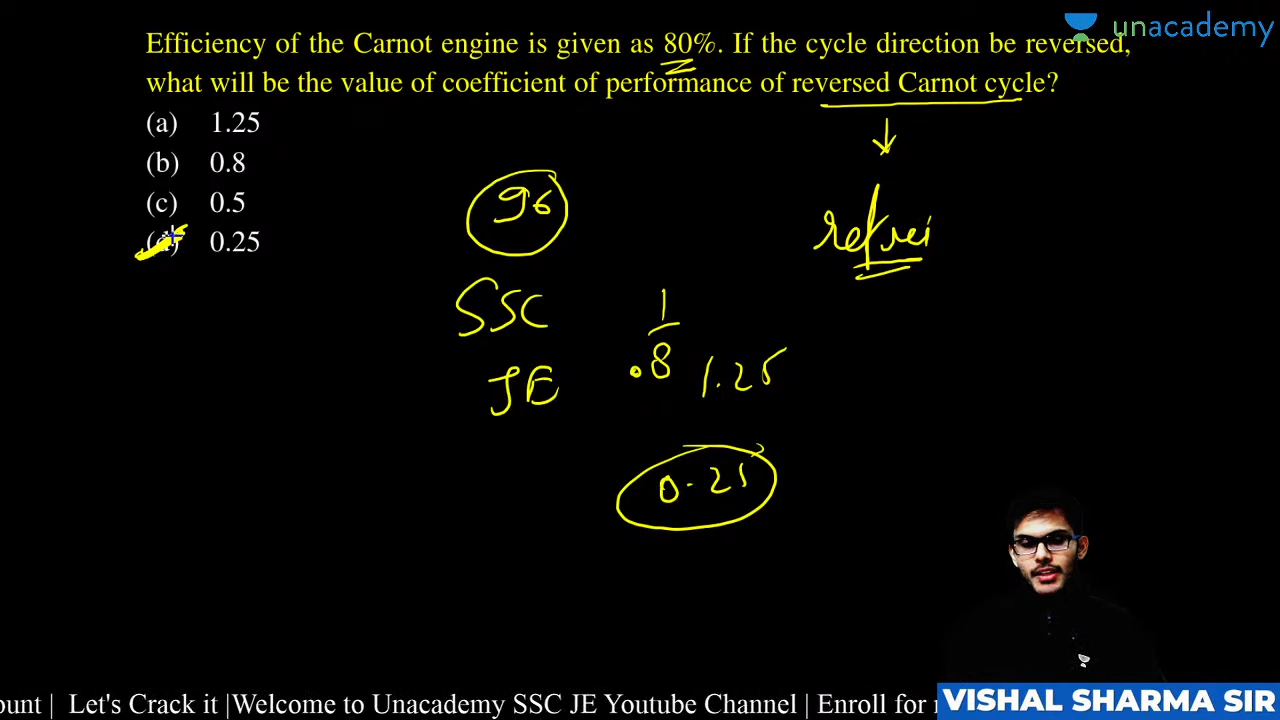 unacademy
Efficiency of the Carnot engine is given as 80%. If the cycle direction be reversed,
what will be the value of coefficient of performance of reversed Carnot cycle?
(a) 1.25
(b) 0.8
(c) 0.5
(d) 0.25
96
refrei
SSC
JE
1
.8
1.25
0.25
ount | Let's Crack it |Welcome to Unacademy SSC JE Youtube Channel | Enroll for
VISHAL SHARMA SIR